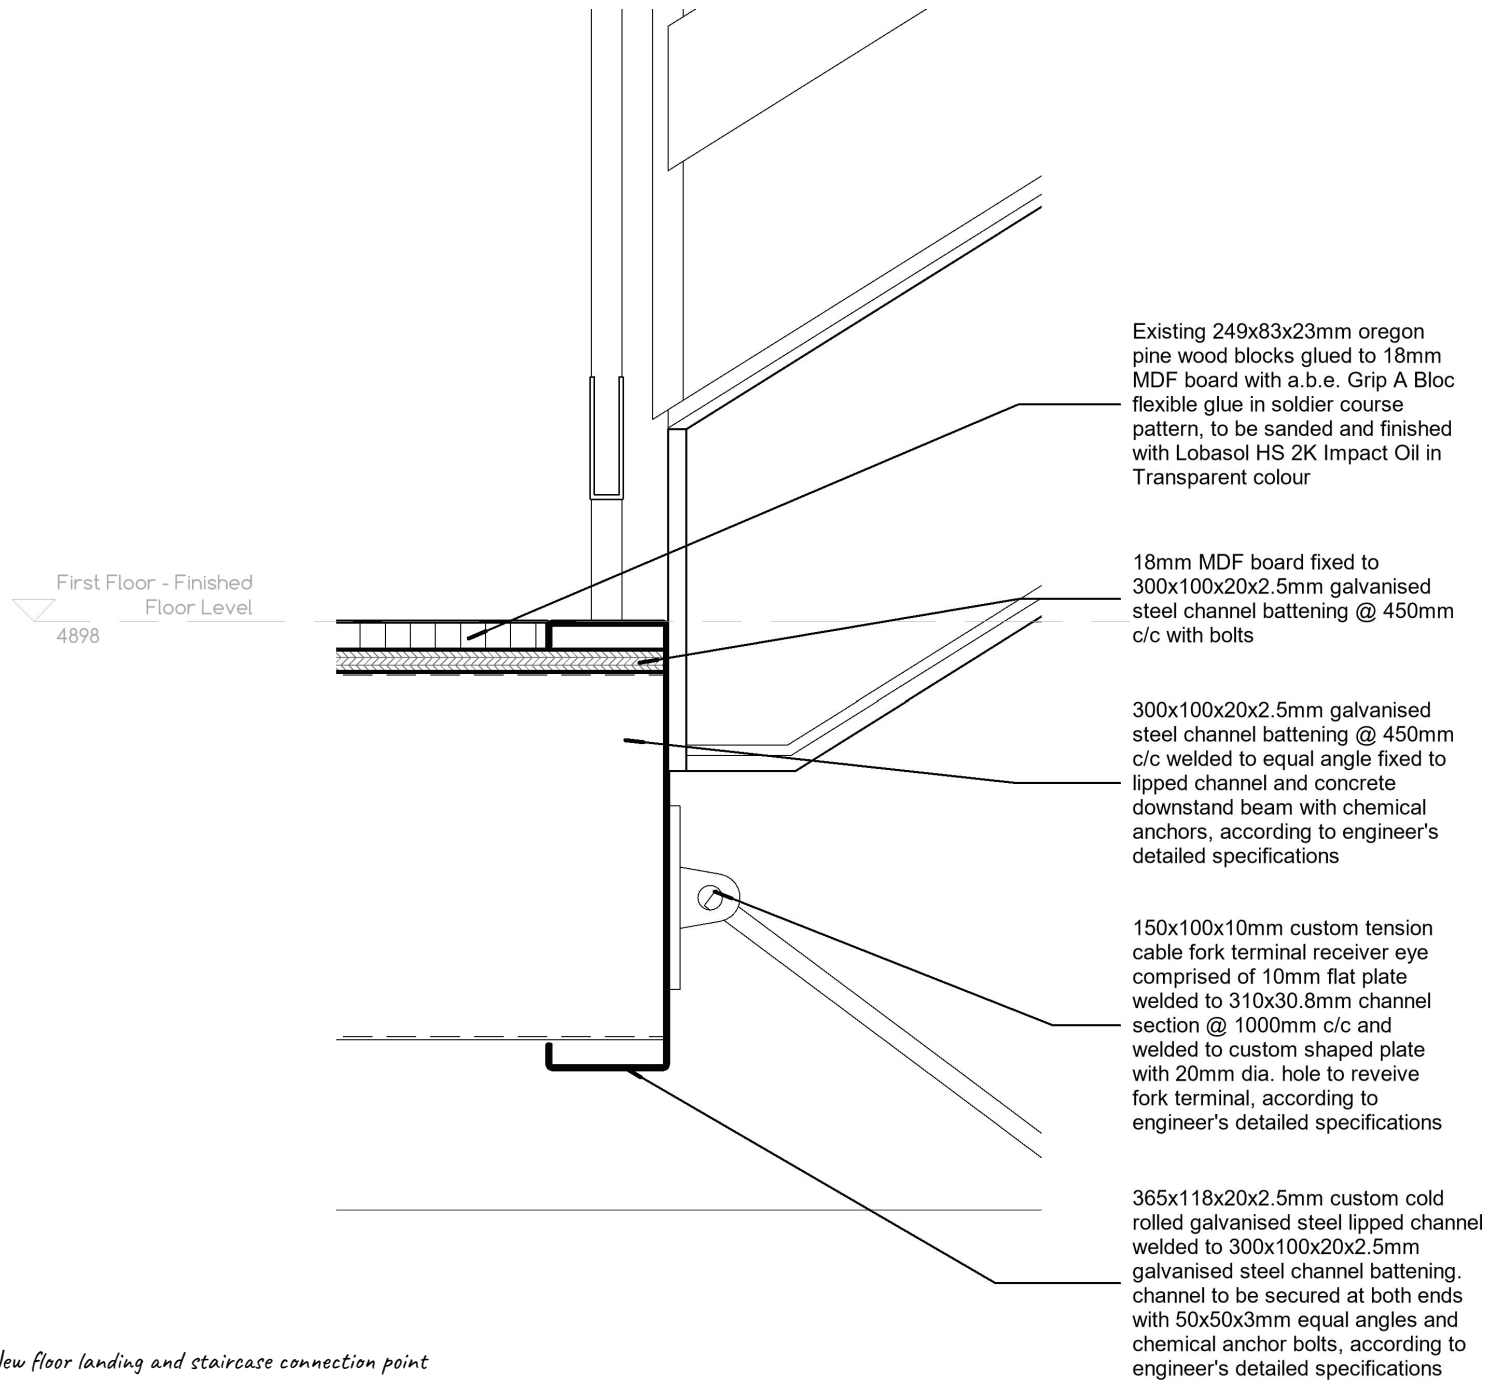 Existing 249x83x23mm oregon
pine wood blocks glued to 18mm
MDF board with a.b.e. Grip A Bloc
flexible glue in soldier course
pattern, to be sanded and finished
with Lobasol HS 2K Impact Oil in
Transparent colour
18mm MDF board fixed to
300x100x20x2.5mm galvanised
steel channel battening @ 450mm
c/c with bolts
First Floor - Finished
Floor Level
4898
300x100x20x2.5mm galvanised
steel channel battening @ 450mm
c/c welded to equal angle fixed to
lipped channel and concrete
downstand beam with chemical
anchors, according to engineer's
detailed specifications
150x100x10mm custom tension
cable fork terminal receiver eye
comprised of 10mm flat plate
welded to 310x30.8mm channel
section @ 1000mm c/c and
welded to custom shaped plate
with 20mm dia. hole to reveive
fork terminal, according to
engineer's detailed specifications
365x118x20x2.5mm custom cold
rolled galvanised steel lipped channel
welded to 300x100x20x2.5mm
galvanised steel channel battening.
channel to be secured at both ends
with 50x50x3mm equal angles and
chemical anchor bolts, according to
engineer's detailed specifications
floor landing and staircase connection point